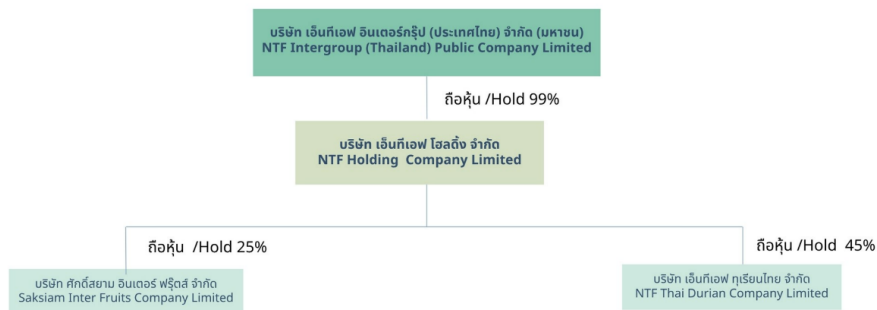 บริษัท เอ็นทีเอฟ อินเตอร์กรุ๊ป (ประเทศไทย) จำกัด (มหาชน)
NTF Intergroup (Thailand) Public Company Limited
ถือหุ้น /Hold 99%
บริษัท เอ็นทีเอฟ โฮลดิ้ง จำกัด
NTF Holding Company Limited
ถือหุ้น /Hold 25%
ถือหุ้น /Hold 45%
บริษัท ศักดิ์สยาม อินเตอร์ ฟรุ๊ตส์ จำกัด
Saksiam Inter Fruits Company Limited
บริษัท เอ็นทีเอฟ ทุเรียนไทย จำกัด
NTF Thai Durian Company Limited